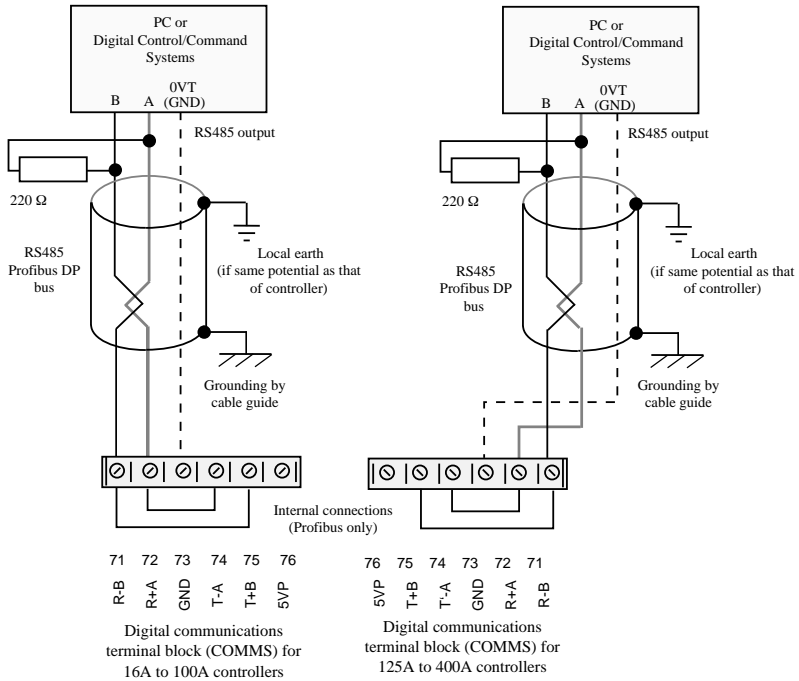 PC or
Digital Control/Command
Systems
0VT
B A (GND)
RS485 output
220 Ω
RS485
Profibus DP
bus
Local earth
(if same potential as that
of controller)
Grounding by
cable guide
71 72 73 74 75 76
R-B R+A GND T-A T+B 5VP
Digital communications
terminal block (COMMS) for
16A to 100A controllers
Internal connections
(Profibus only)
PC or
Digital Control/Command
Systems
0VT
B A (GND)
RS485 output
220 Ω
RS485
Profibus DP
bus
Local earth
(if same potential as that
of controller)
Grounding by
cable guide
76 75 74 73 72 71
5VP T+B T'-A GND R+A R-B
Digital communications
terminal block (COMMS) for
125A to 400A controllers